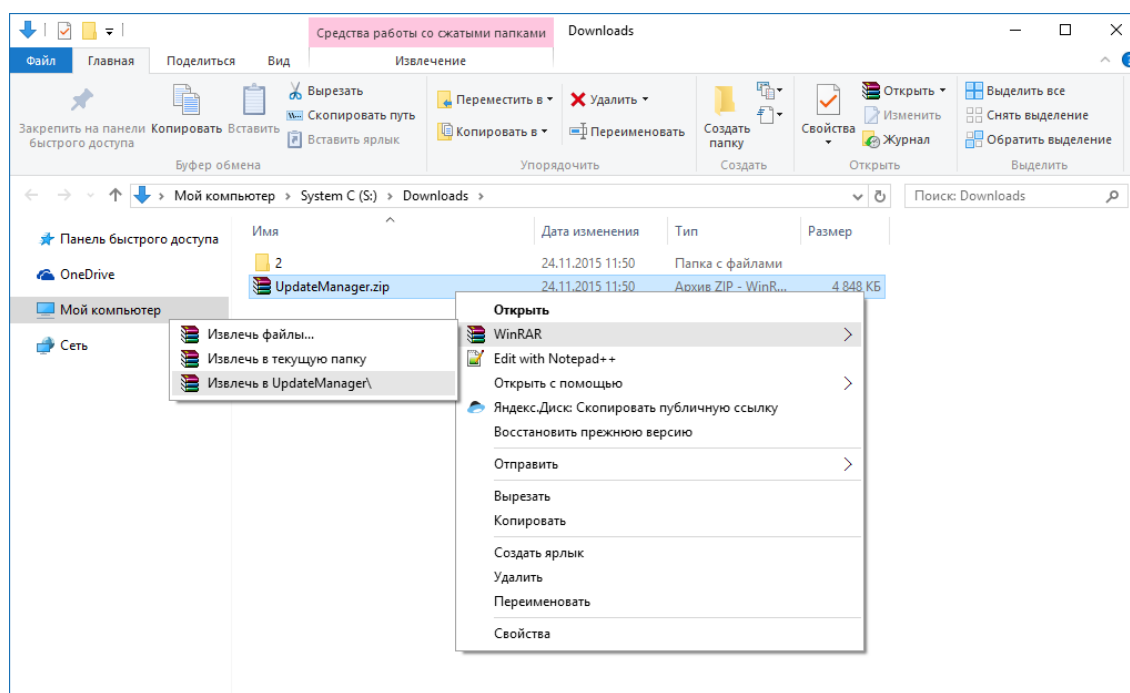 Средства работы со сжатыми папками
Downloads
Файл
Главная
Поделиться
Вид
Извлечение
Закрепить на панели
быстрого доступа
Копировать
Вставить
Вырезать
Скопировать путь
Вставить ярлык
Буфер обмена
Переместить в
Копировать в
Удалить
Переименовать
Упорядочить
Создать
папку
Создать
Свойства
Открыть
Изменить
Журнал
Открыть
Выделить все
Снять выделение
Обратить выделение
Выделить
Мой компьютер
System C (S:)
Downloads
Поиск: Downloads
Панель быстрого доступа
OneDrive
Мой компьютер
Сеть
Имя
Дата изменения
Тип
Размер
2
24.11.2015 11:50
Папка с файлами
UpdateManager.zip
24.11.2015 11:50
Архив ZIP - WinR...
4 848 КБ
Извлечь файлы...
Извлечь в текущую папку
Извлечь в UpdateManager\
Открыть
WinRAR
Edit with Notepad++
Открыть с помощью
Яндекс.Диск: Скопировать публичную ссылку
Восстановить прежнюю версию
Отправить
Вырезать
Копировать
Создать ярлык
Удалить
Переименовать
Свойства